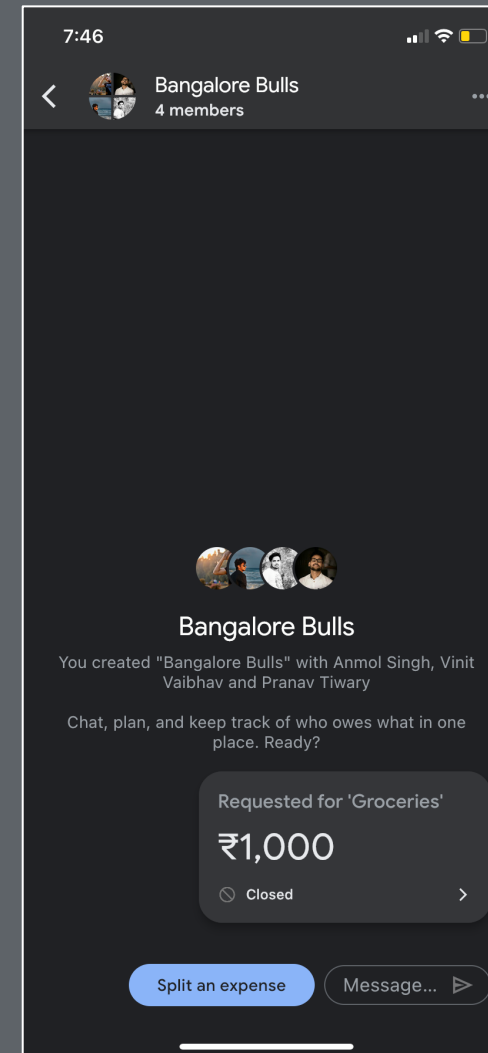 7:46
Bangalore Bulls
4 members
Bangalore Bulls
You created "Bangalore Bulls" with Anmol Singh, Vinit
Vaibhav and Pranav Tiwary
Chat, plan, and keep track of who owes what in one
place. Ready?
Requested for 'Groceries'
₹1,000
Closed
Split an expense
Message...